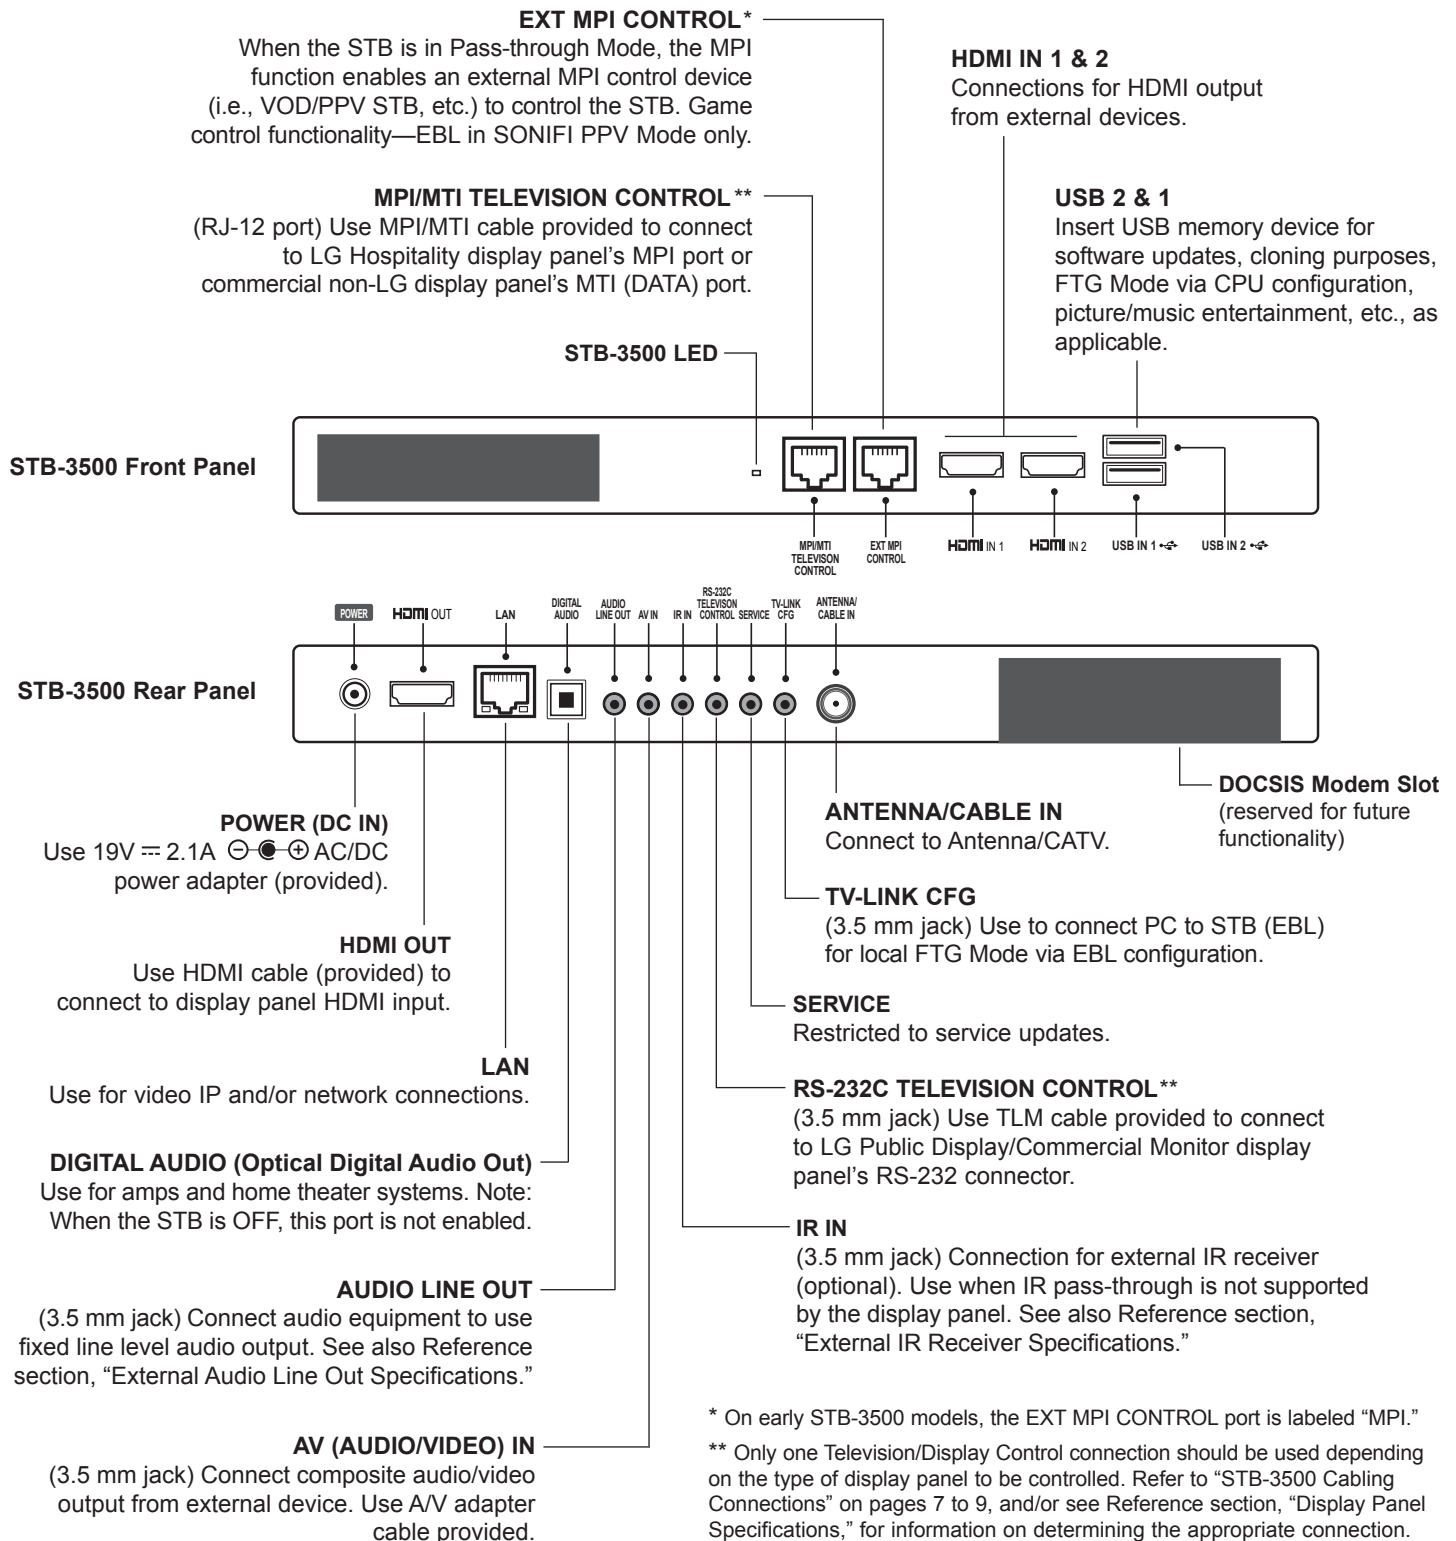 EXT MPI CONTROL*
When the STB is in Pass-through Mode, the MPI
function enables an external MPI control device
(i.e., VOD/PPV STB, etc.) to control the STB. Game
control functionality—EBL in SONIFI PPV Mode only.
HDMI IN 1 & 2
Connections for HDMI output
from external devices.
MPI/MTI TELEVISION CONTROL**
(RJ-12 port) Use MPI/MTI cable provided to connect
to LG Hospitality display panel's MPI port or
commercial non-LG display panel's MTI (DATA) port.
USB 2 & 1
Insert USB memory device for
software updates, cloning purposes,
FTG Mode via CPU configuration,
picture/music entertainment, etc., as
applicable.
STB-3500 LED
STB-3500 Front Panel
MPI/MTI
TELEVISON
CONTROL
EXT MPI
CONTROL
HDMI IN 1
HDMI IN 2
USB IN 1
USB IN 2
POWER
HDMI OUT
LAN
DIGITAL
AUDIO
AUDIO
LINE OUT
AV IN
IR IN
RS-232C
TELEVISON
CONTROL
SERVICE
TV-LINK
CFG
ANTENNA/
CABLE IN
STB-3500 Rear Panel
POWER (DC IN)
Use 19V ⎓ 2.1A AC/DC
power adapter (provided).
HDMI OUT
Use HDMI cable (provided) to
connect to display panel HDMI input.
LAN
Use for video IP and/or network connections.
DIGITAL AUDIO (Optical Digital Audio Out)
Use for amps and home theater systems. Note:
When the STB is OFF, this port is not enabled.
AUDIO LINE OUT
(3.5 mm jack) Connect audio equipment to use
fixed line level audio output. See also Reference
section, “External Audio Line Out Specifications.”
AV (AUDIO/VIDEO) IN
(3.5 mm jack) Connect composite audio/video
output from external device. Use A/V adapter
cable provided.
DOCSIS Modem Slot
(reserved for future
functionality)
ANTENNA/CABLE IN
Connect to Antenna/CATV.
TV-LINK CFG
(3.5 mm jack) Use to connect PC to STB (EBL)
for local FTG Mode via EBL configuration.
SERVICE
Restricted to service updates.
RS-232C TELEVISION CONTROL**
(3.5 mm jack) Use TLM cable provided to connect
to LG Public Display/Commercial Monitor display
panel's RS-232 connector.
IR IN
(3.5 mm jack) Connection for external IR receiver
(optional). Use when IR pass-through is not supported
by the display panel. See also Reference section,
“External IR Receiver Specifications.”
* On early STB-3500 models, the EXT MPI CONTROL port is labeled “MPI.”
** Only one Television/Display Control connection should be used depending
on the type of display panel to be controlled. Refer to “STB-3500 Cabling
Connections” on pages 7 to 9, and/or see Reference section, “Display Panel
Specifications,” for information on determining the appropriate connection.